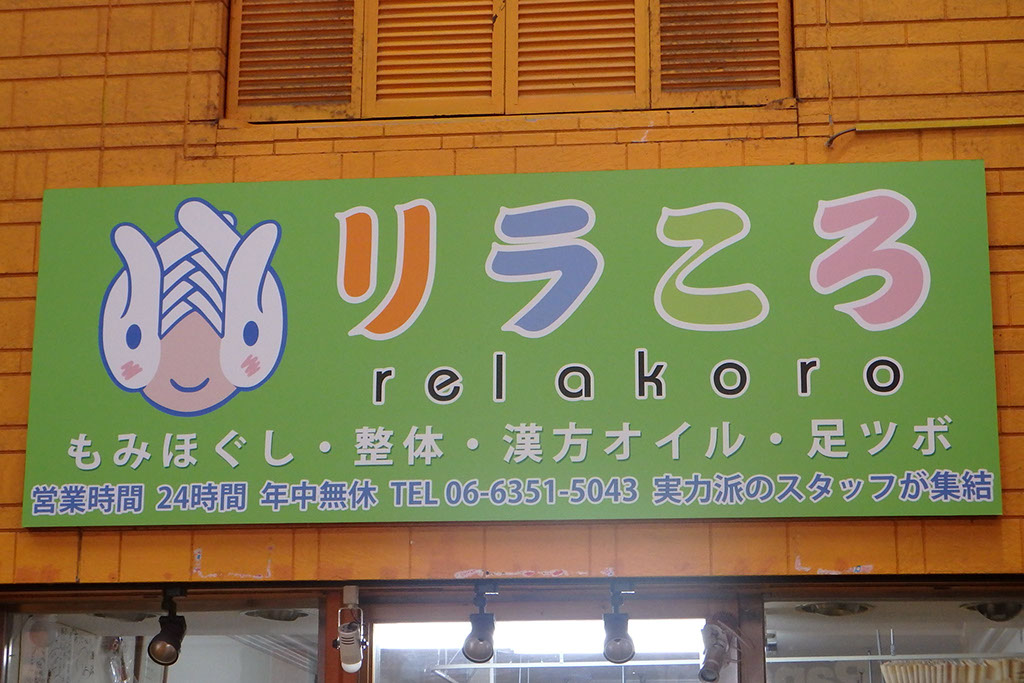 リラころ
relakoro
もみほぐし・整体・漢方オイル・足ツボ
営業時間 24時間 年中無休 TEL 06-6351-5043 実力派のスタッフが集結